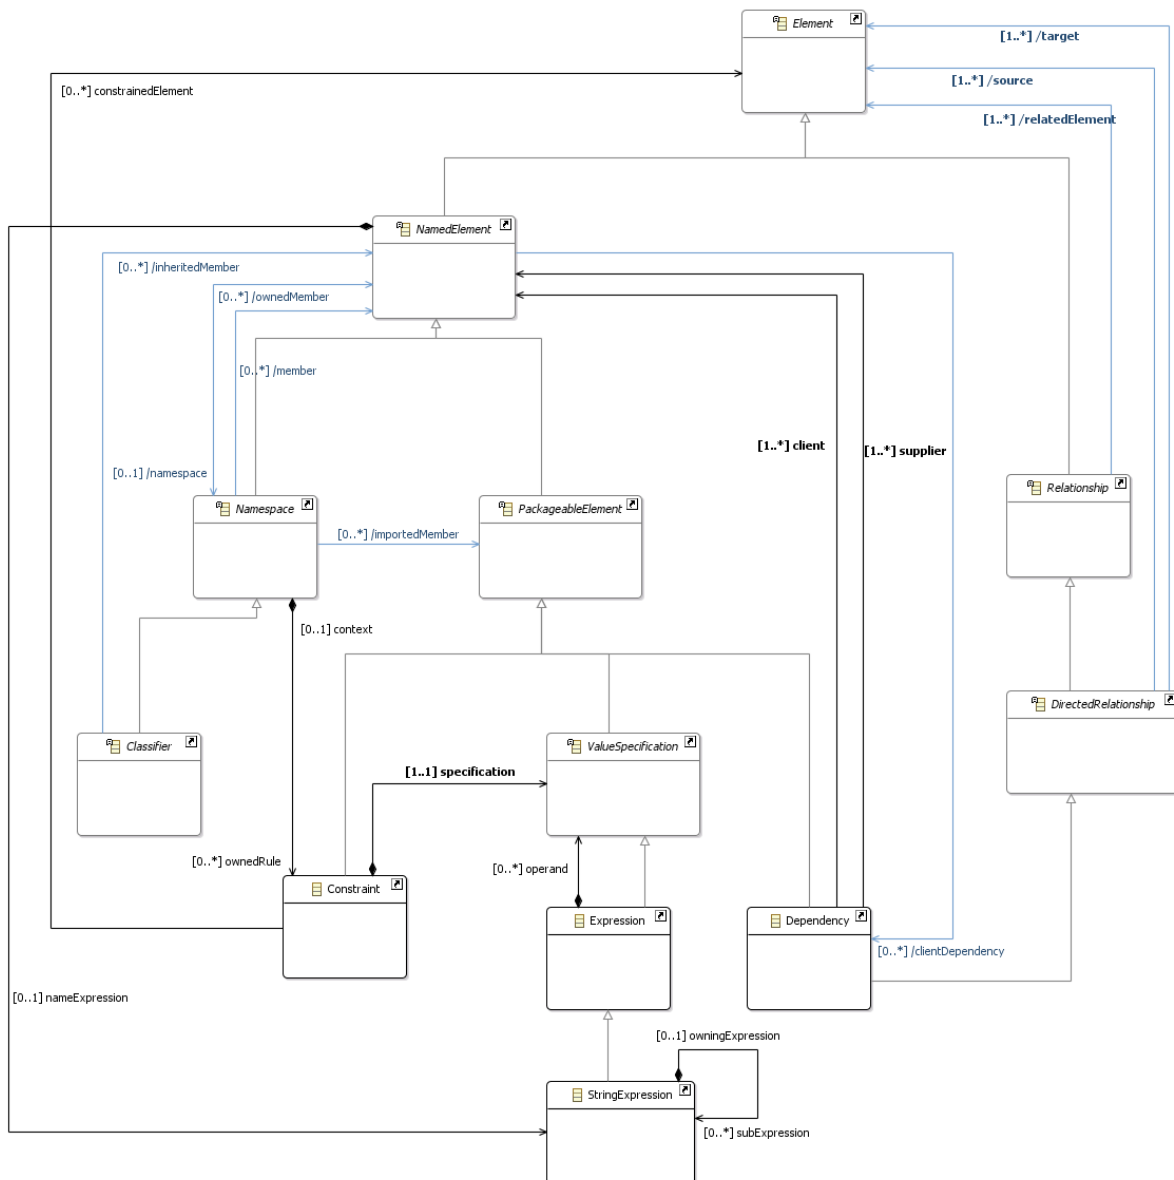 Element
[1..*] /target
[0..*] constrainedElement
[1..*] /source
[1..*] /relatedElement
NamedElement
[0..*] /inheritedMember
[0..*] /ownedMember
[0..*] /member
[1..*] client
[1..*] supplier
[0..1] /namespace
Namespace
PackageableElement
Relationship
[0..*] /importedMember
[0..1] context
DirectedRelationship
Classifier
ValueSpecification
[1..1] specification
[0..*] ownedRule
[0..*] operand
Constraint
Expression
Dependency
[0..*] /clientDependency
[0..1] nameExpression
[0..1] owningExpression
StringExpression
[0..*] subExpression